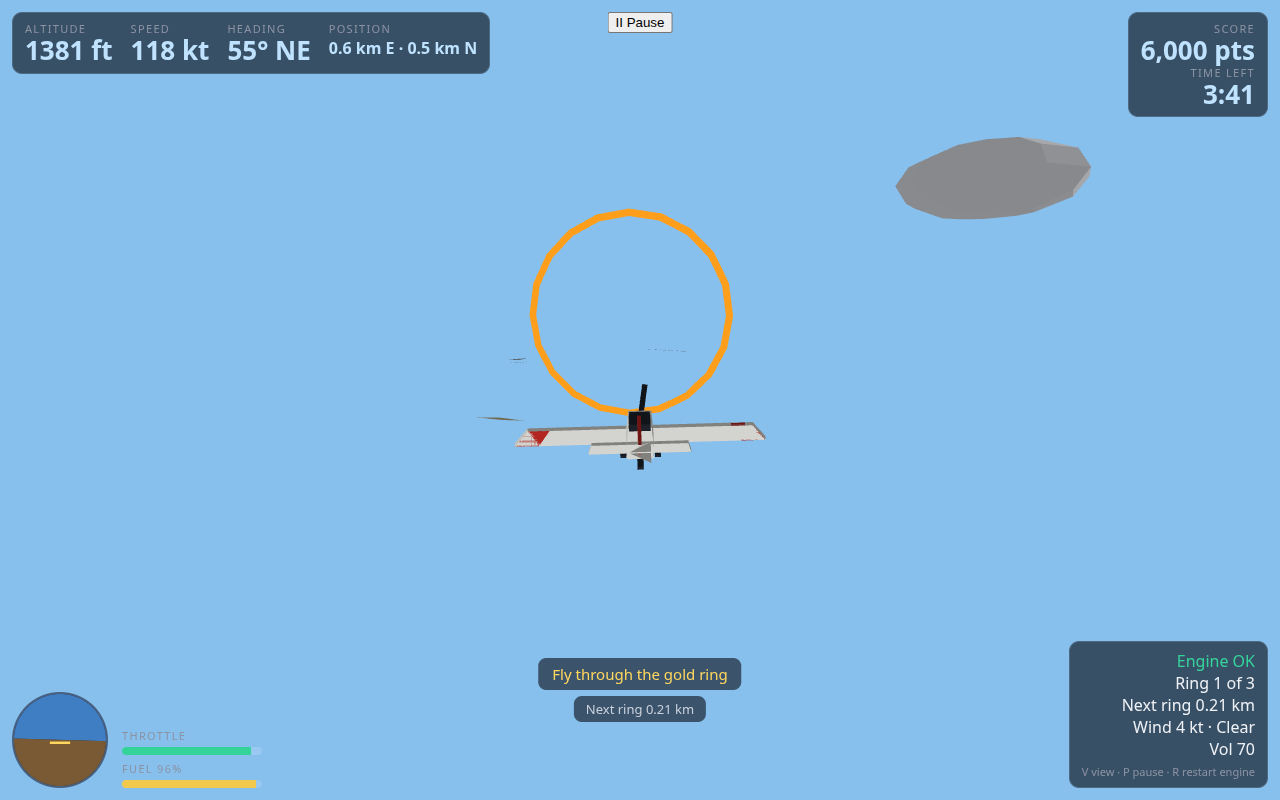 II Pause
ALTITUDE SPEED HEADING POSITION
1381 ft 118 kt 55° NE 0.6 km E · 0.5 km N
SCORE
6,000 pts
TIME LEFT
3:41
Fly through the gold ring
Next ring 0.21 km
THROTTLE
FUEL 96%
Engine OK
Ring 1 of 3
Next ring 0.21 km
Wind 4 kt · Clear
Vol 70
V view · P pause · R restart engine